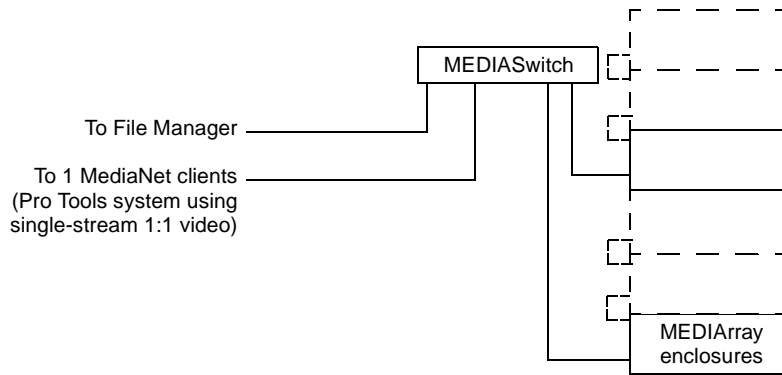 MEDIASwitch
To File Manager
To 1 MediaNet clients
(Pro Tools system using
single-stream 1:1 video)
MEDIArray
enclosures